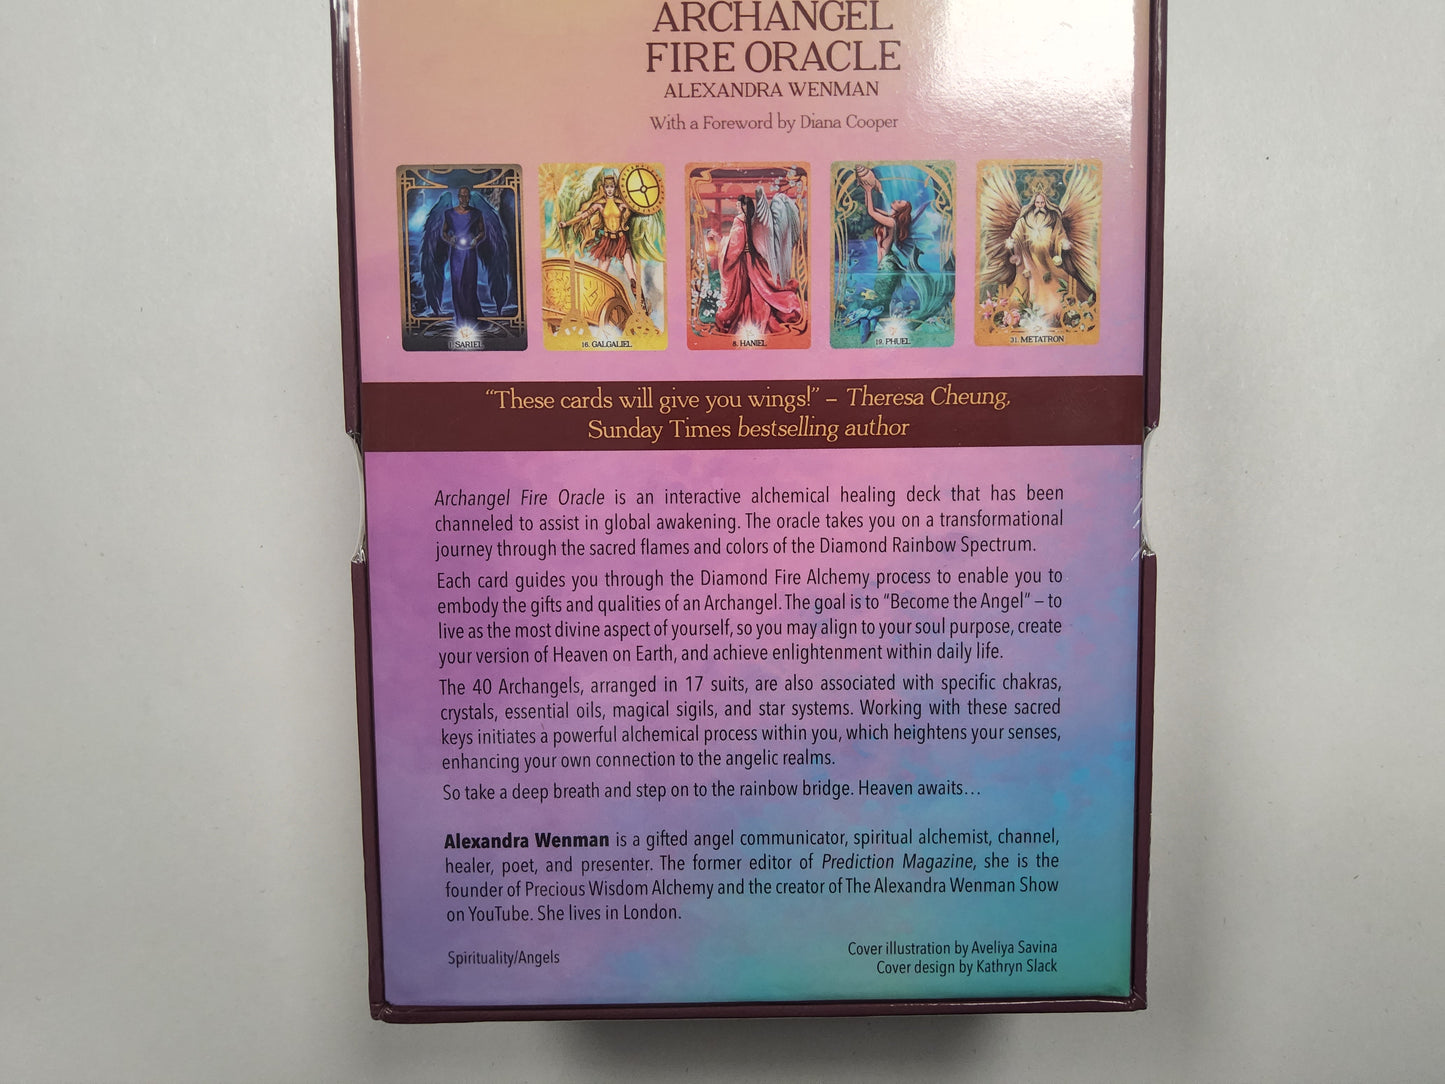 ARCHANGEL
FIRE ORACLE
ALEXANDRA WENMAN
With a Foreword by Diana Cooper
1. SARIEL
16. GALGALIEL
8. HANIEL
19. PHUEL
31. METATRON
“These cards will give you wings!” – Theresa Cheung,
Sunday Times bestselling author
Archangel Fire Oracle is an interactive alchemical healing deck that has been
channeled to assist in global awakening. The oracle takes you on a transformational
journey through the sacred flames and colors of the Diamond Rainbow Spectrum.
Each card guides you through the Diamond Fire Alchemy process to enable you to
embody the gifts and qualities of an Archangel. The goal is to “Become the Angel” – to
live as the most divine aspect of yourself, so you may align to your soul purpose, create
your version of Heaven on Earth, and achieve enlightenment within daily life.
The 40 Archangels, arranged in 17 suits, are also associated with specific chakras,
crystals, essential oils, magical sigils, and star systems. Working with these sacred
keys initiates a powerful alchemical process within you, which heightens your senses,
enhancing your own connection to the angelic realms.
So take a deep breath and step on to the rainbow bridge. Heaven awaits…
Alexandra Wenman is a gifted angel communicator, spiritual alchemist, channel,
healer, poet, and presenter. The former editor of Prediction Magazine, she is the
founder of Precious Wisdom Alchemy and the creator of The Alexandra Wenman Show
on YouTube. She lives in London.
Spirituality/Angels
Cover illustration by Aveliya Savina
Cover design by Kathryn Slack